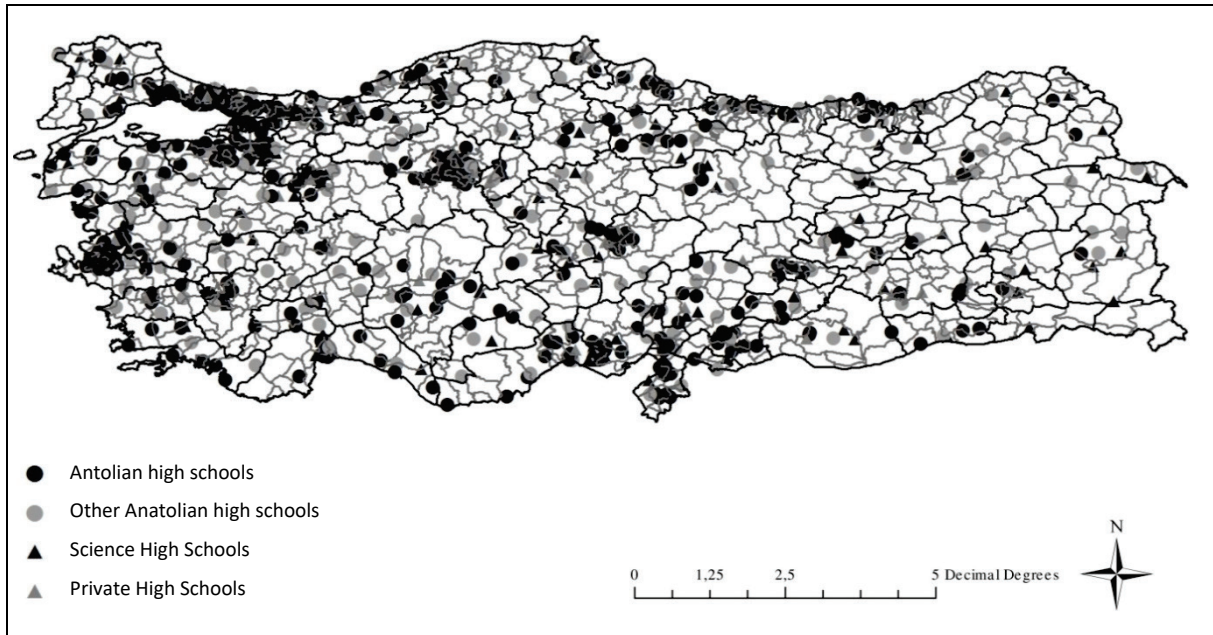 Antolian high schools
Other Anatolian high schools
Science High Schools
Private High Schools
N
0 1,25 2,5 5 Decimal Degrees